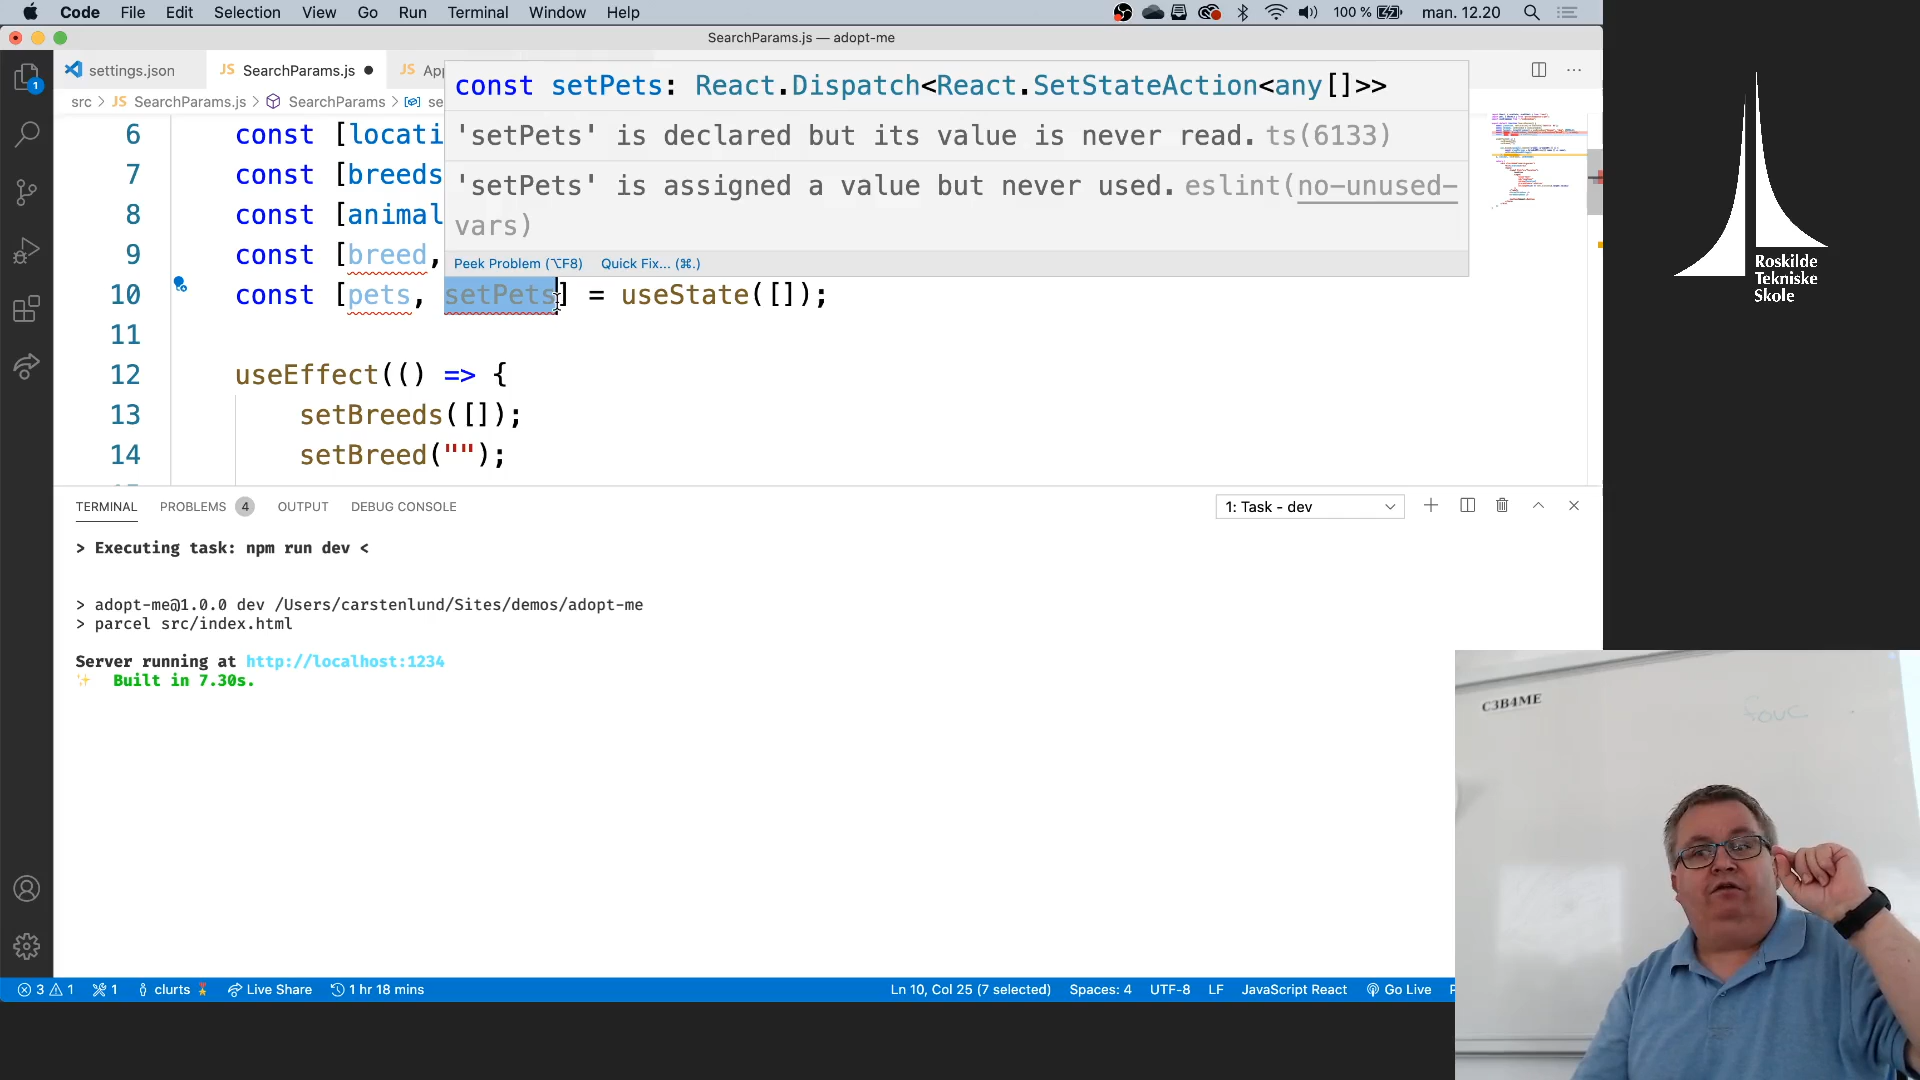 Code File Edit Selection View Go Run Terminal Window Help 100 % man. 12.20
SearchParams.js — adopt-me
settings.json JS SearchParams.js ● JS App
src > JS SearchParams.js > SearchParams > se
const setPets: React.Dispatch<React.SetStateAction<any[]>>
'setPets' is declared but its value is never read. ts(6133)
'setPets' is assigned a value but never used. eslint(no-unused-
vars)
Peek Problem (⌥F8) Quick Fix... (⌘.)
6 const [locati
7 const [breeds
8 const [animal
9 const [breed,
10 const [pets, setPets] = useState([]);
11
12 useEffect(() => {
13 setBreeds([]);
14 setBreed("");
1
TERMINAL PROBLEMS 4 OUTPUT DEBUG CONSOLE 1: Task - dev
> Executing task: npm run dev <
> adopt-me@1.0.0 dev /Users/carstenlund/Sites/demos/adopt-me
> parcel src/index.html
Server running at http://localhost:1234
✨ Built in 7.30s.
3 1 1 clurts Live Share 1 hr 18 mins Ln 10, Col 25 (7 selected) Spaces: 4 UTF-8 LF JavaScript React Go Live P
Roskilde
Tekniske
Skole
C3B4ME